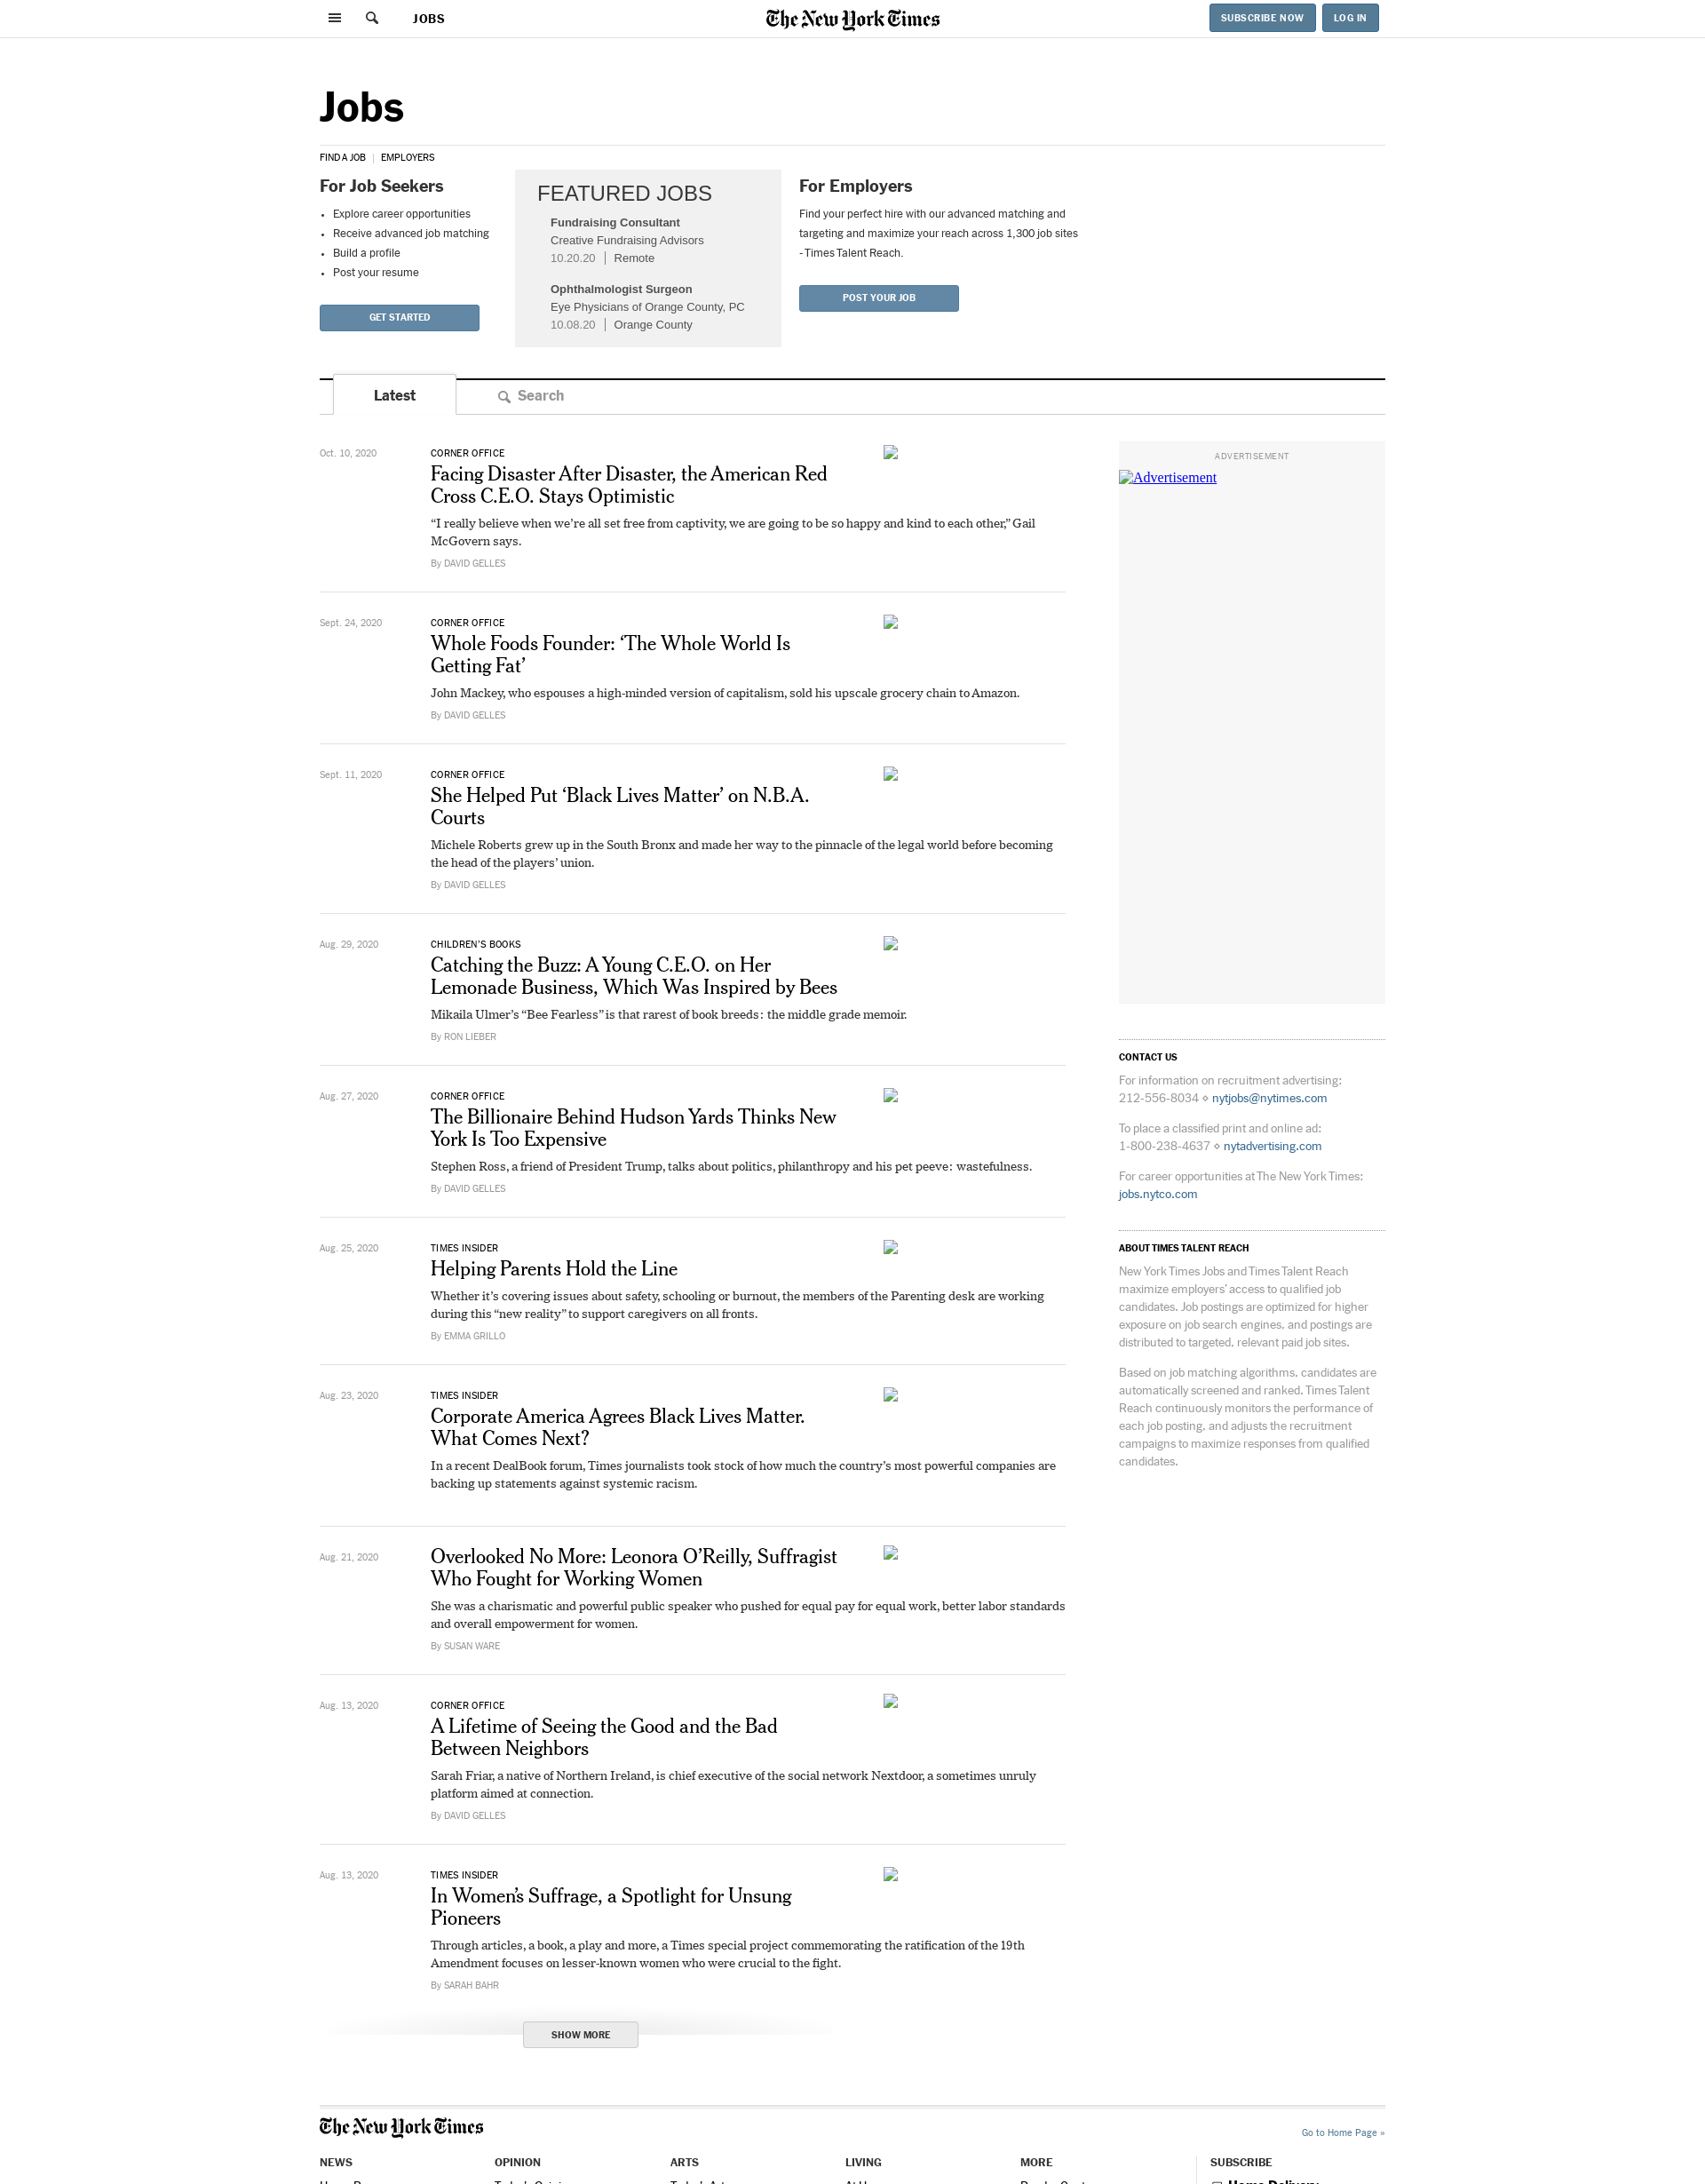 JOBS
The New York Times
SUBSCRIBE NOW
LOG IN
Jobs
FIND A JOB | EMPLOYERS
For Job Seekers
• Explore career opportunities
• Receive advanced job matching
• Build a profile
• Post your resume
GET STARTED
FEATURED JOBS
Fundraising Consultant
Creative Fundraising Advisors
10.20.20 | Remote
Ophthalmologist Surgeon
Eye Physicians of Orange County, PC
10.08.20 | Orange County
For Employers
Find your perfect hire with our advanced matching and
targeting and maximize your reach across 1,300 job sites
- Times Talent Reach.
POST YOUR JOB
Latest
Search
Oct. 10, 2020
CORNER OFFICE
Facing Disaster After Disaster, the American Red
Cross C.E.O. Stays Optimistic
“I really believe when we’re all set free from captivity, we are going to be so happy and kind to each other,” Gail
McGovern says.
By DAVID GELLES
Sept. 24, 2020
CORNER OFFICE
Whole Foods Founder: ‘The Whole World Is
Getting Fat’
John Mackey, who espouses a high-minded version of capitalism, sold his upscale grocery chain to Amazon.
By DAVID GELLES
Sept. 11, 2020
CORNER OFFICE
She Helped Put ‘Black Lives Matter’ on N.B.A.
Courts
Michele Roberts grew up in the South Bronx and made her way to the pinnacle of the legal world before becoming
the head of the players’ union.
By DAVID GELLES
Aug. 29, 2020
CHILDREN’S BOOKS
Catching the Buzz: A Young C.E.O. on Her
Lemonade Business, Which Was Inspired by Bees
Mikaila Ulmer’s “Bee Fearless” is that rarest of book breeds: the middle grade memoir.
By RON LIEBER
Aug. 27, 2020
CORNER OFFICE
The Billionaire Behind Hudson Yards Thinks New
York Is Too Expensive
Stephen Ross, a friend of President Trump, talks about politics, philanthropy and his pet peeve: wastefulness.
By DAVID GELLES
Aug. 25, 2020
TIMES INSIDER
Helping Parents Hold the Line
Whether it’s covering issues about safety, schooling or burnout, the members of the Parenting desk are working
during this “new reality” to support caregivers on all fronts.
By EMMA GRILLO
Aug. 23, 2020
TIMES INSIDER
Corporate America Agrees Black Lives Matter.
What Comes Next?
In a recent DealBook forum, Times journalists took stock of how much the country’s most powerful companies are
backing up statements against systemic racism.
Aug. 21, 2020
Overlooked No More: Leonora O’Reilly, Suffragist
Who Fought for Working Women
She was a charismatic and powerful public speaker who pushed for equal pay for equal work, better labor standards
and overall empowerment for women.
By SUSAN WARE
Aug. 13, 2020
CORNER OFFICE
A Lifetime of Seeing the Good and the Bad
Between Neighbors
Sarah Friar, a native of Northern Ireland, is chief executive of the social network Nextdoor, a sometimes unruly
platform aimed at connection.
By DAVID GELLES
Aug. 13, 2020
TIMES INSIDER
In Women’s Suffrage, a Spotlight for Unsung
Pioneers
Through articles, a book, a play and more, a Times special project commemorating the ratification of the 19th
Amendment focuses on lesser-known women who were crucial to the fight.
By SARAH BAHR
SHOW MORE
ADVERTISEMENT
Advertisement
CONTACT US
For information on recruitment advertising:
212-556-8034 ⋄ nytjobs@nytimes.com
To place a classified print and online ad:
1-800-238-4637 ⋄ nytadvertising.com
For career opportunities at The New York Times:
jobs.nytco.com
ABOUT TIMES TALENT REACH
New York Times Jobs and Times Talent Reach
maximize employers’ access to qualified job
candidates. Job postings are optimized for higher
exposure on job search engines, and postings are
distributed to targeted, relevant paid job sites.
Based on job matching algorithms, candidates are
automatically screened and ranked. Times Talent
Reach continuously monitors the performance of
each job posting, and adjusts the recruitment
campaigns to maximize responses from qualified
candidates.
The New York Times
Go to Home Page »
NEWS
OPINION
ARTS
LIVING
MORE
SUBSCRIBE